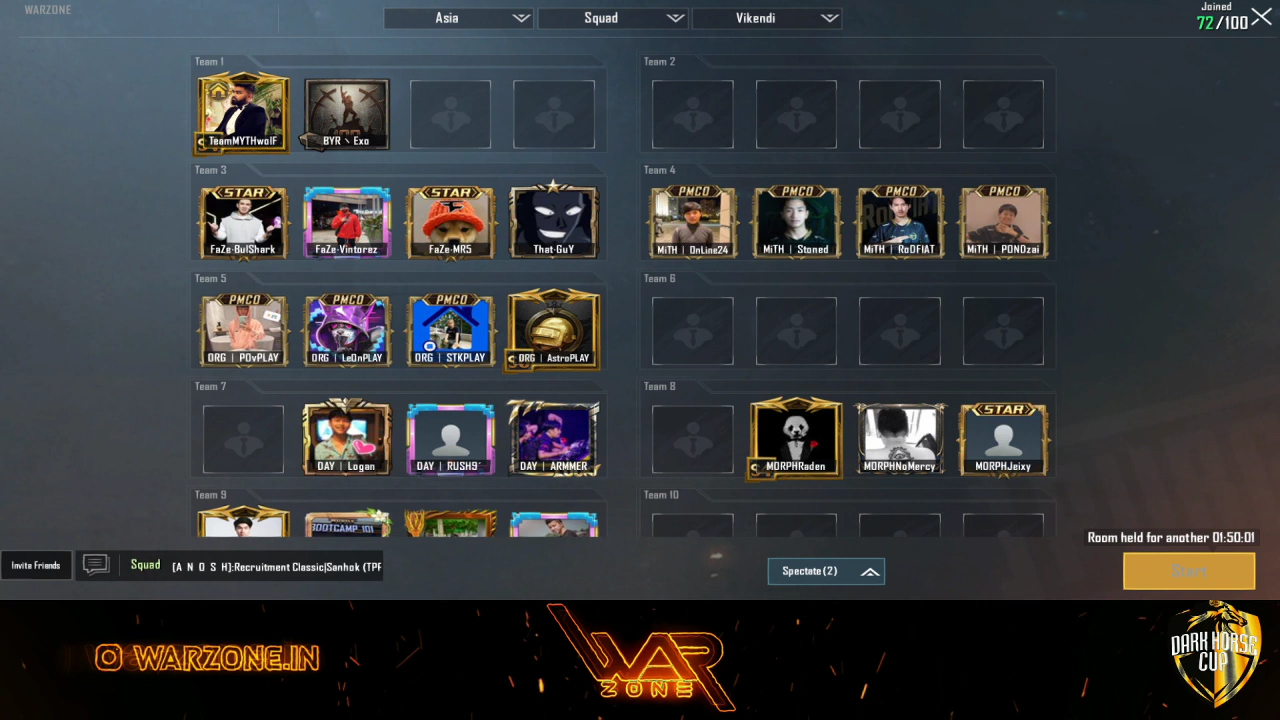 WARZONE
Asia
Squad
Vikendi
Joined
72/100
Team 1
TeamMYTHwolF
BYR丶Exo
Team 2
Team 3
STAR
FaZe·BulShark
FaZe·Vintorez
STAR
FaZe·MR5
That·GuY
Team 4
PMCO
MiTH | OnLine24
PMCO
MiTH | Stoned
PMCO
MiTH | RoOFIAT
PMCO
MiTH | PONDzai
Team 5
PMCO
ORG | POvPLAY
PMCO
ORG | LeOnPLAY
PMCO
ORG | STKPLAY
ORG | AstroPLAY
Team 6
Team 7
DAY | Logan
DAY | RUSH9´
DAY | ARMMER
Team 8
MORPHRaden
MORPHNoMercy
STAR
MORPHJeixy
Team 9
BOOTCAMP 101
Team 10
Room held for another 01:50:01
Invite Friends
Squad [A N O S H]:Recruitment Classic|Sanhok (TPP
Spectate(2)
Start
WARZONE.IN
WAR
ZONE
DARK HORSE
CUP